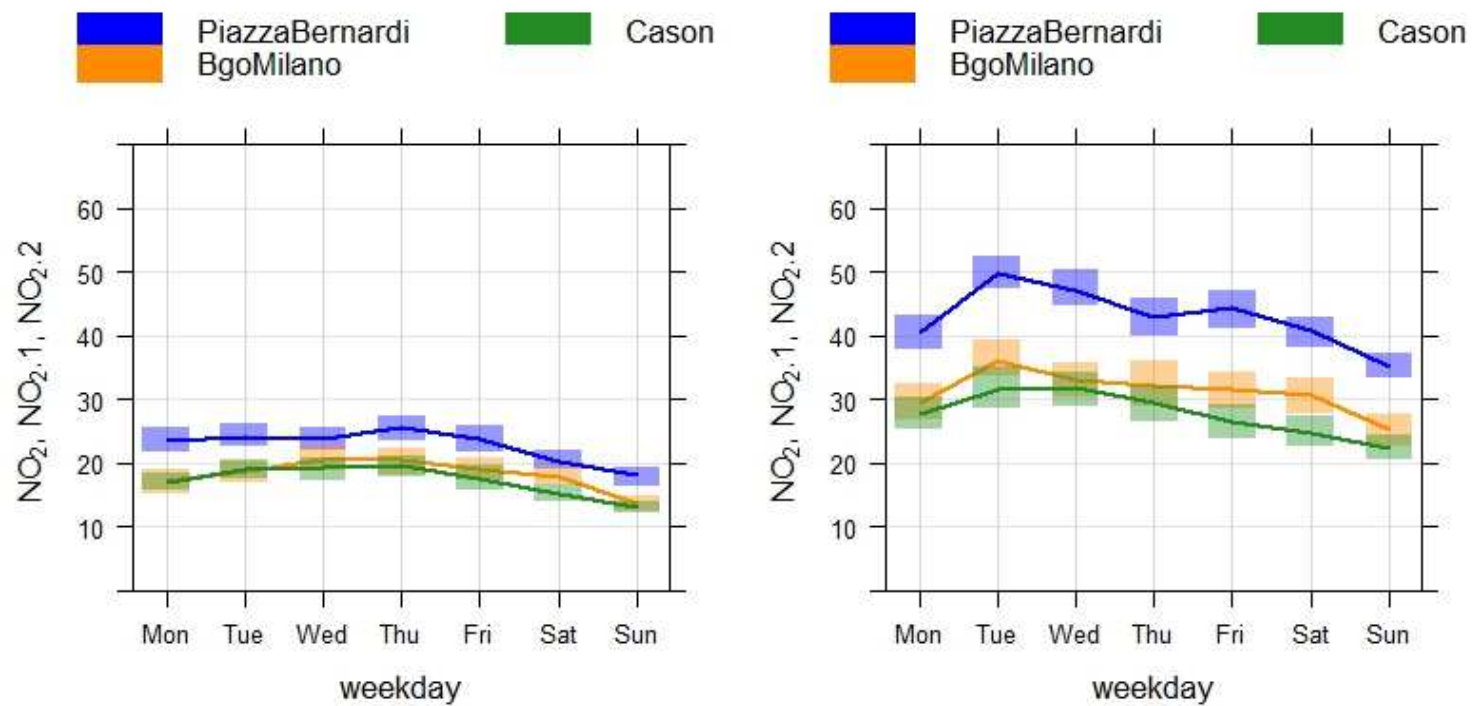 PiazzaBernardi Cason
BgoMilano
PiazzaBernardi Cason
BgoMilano
NO₂, NO₂.1, NO₂.2
60
50
40
30
20
10
Mon Tue Wed Thu Fri Sat Sun
weekday
NO₂, NO₂.1, NO₂.2
60
50
40
30
20
10
Mon Tue Wed Thu Fri Sat Sun
weekday